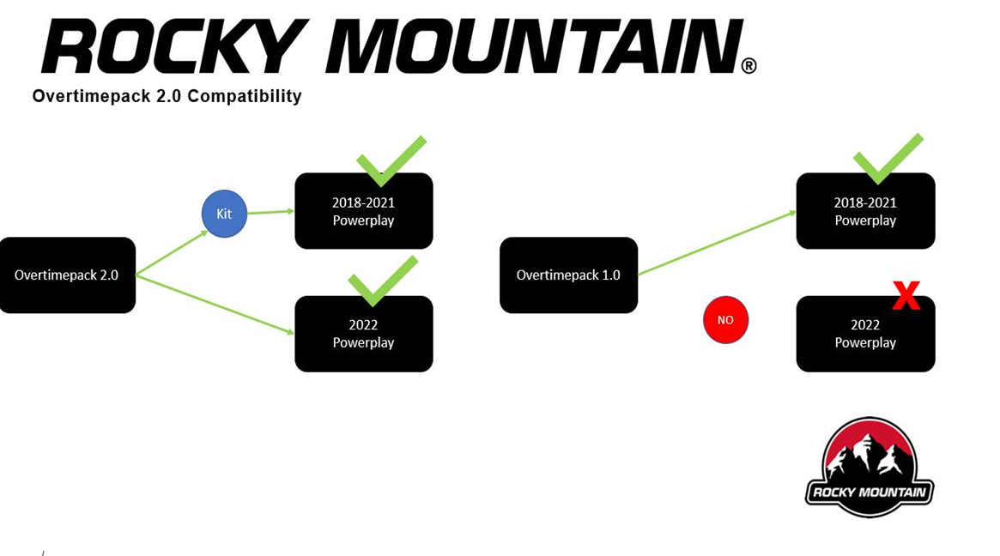 ROCKY MOUNTAIN®
Overtimepack 2.0 Compatibility
Kit
2018-2021
Powerplay
Overtimepack 2.0
2022
Powerplay
2018-2021
Powerplay
Overtimepack 1.0
NO
X
2022
Powerplay
ROCKY MOUNTAIN
/